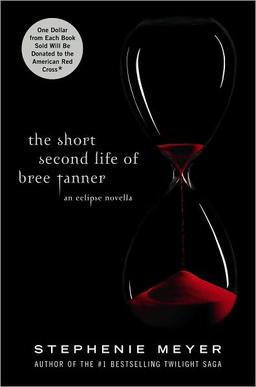 One Dollar
from Each Book
Sold Will Be
Donated to the
American Red
Cross*
the short
second life of
bree tanner
an eclipse novella
STEPHENIE MEYER
AUTHOR OF THE #1 BESTSELLING TWILIGHT SAGA